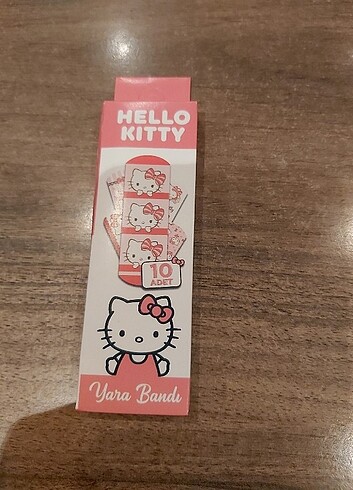 HELLO
KITTY
10
ADET
Yara Bandı